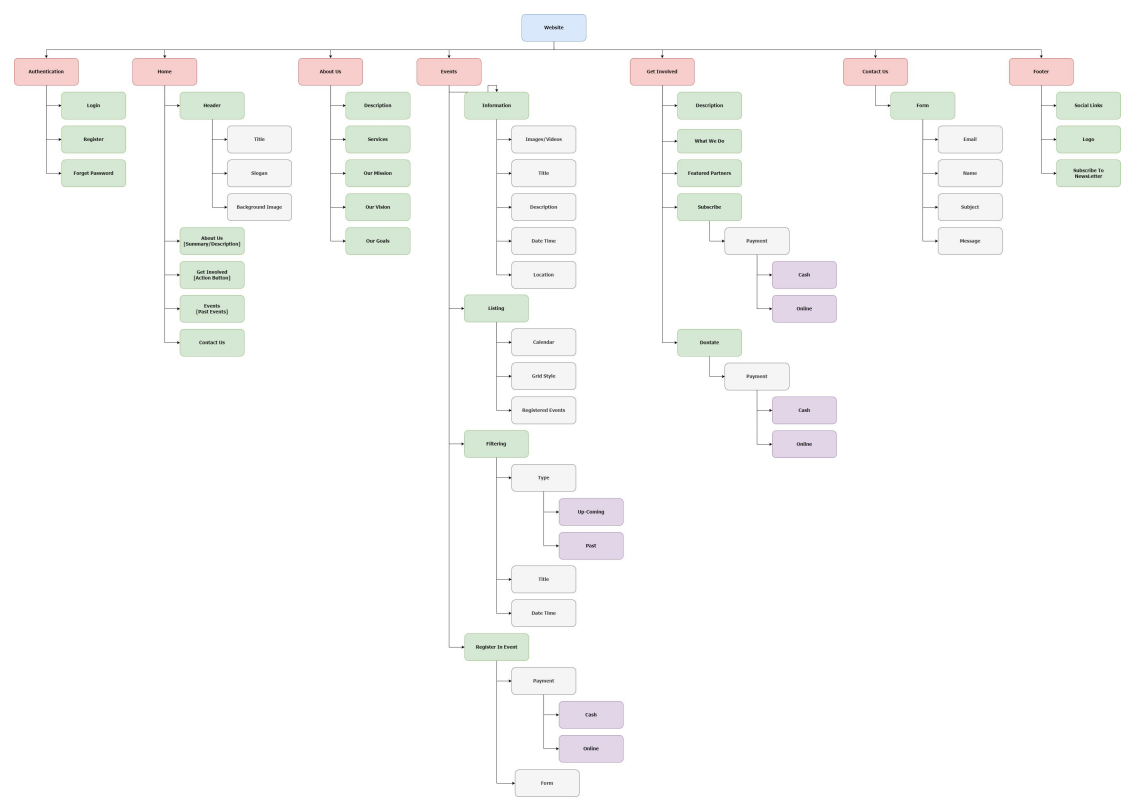 Website
Authentication
Home
About Us
Events
Get Involved
Contact Us
Footer
Login
Register
Forget Password
Header
Title
Slogan
Background Image
About Us
[Summary/Description]
Get Involved
[Action Button]
Events
[Past Events]
Contact Us
Description
Services
Our Mission
Our Vision
Our Goals
Information
Images/Videos
Title
Description
Date Time
Location
Listing
Calendar
Grid Style
Registered Events
Filtering
Type
Up-Coming
Past
Title
Date Time
Register In Event
Payment
Cash
Online
Form
Description
What We Do
Featured Partners
Subscribe
Payment
Cash
Online
Dontate
Payment
Cash
Online
Form
Email
Name
Subject
Message
Social Links
Logo
Subscribe To
NewsLetter